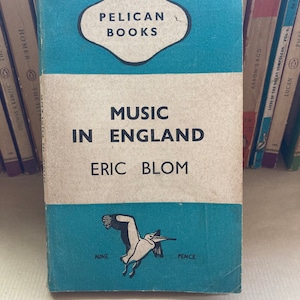 PELICAN
BOOKS
MUSIC
IN ENGLAND
ERIC BLOM
NINE PENCE